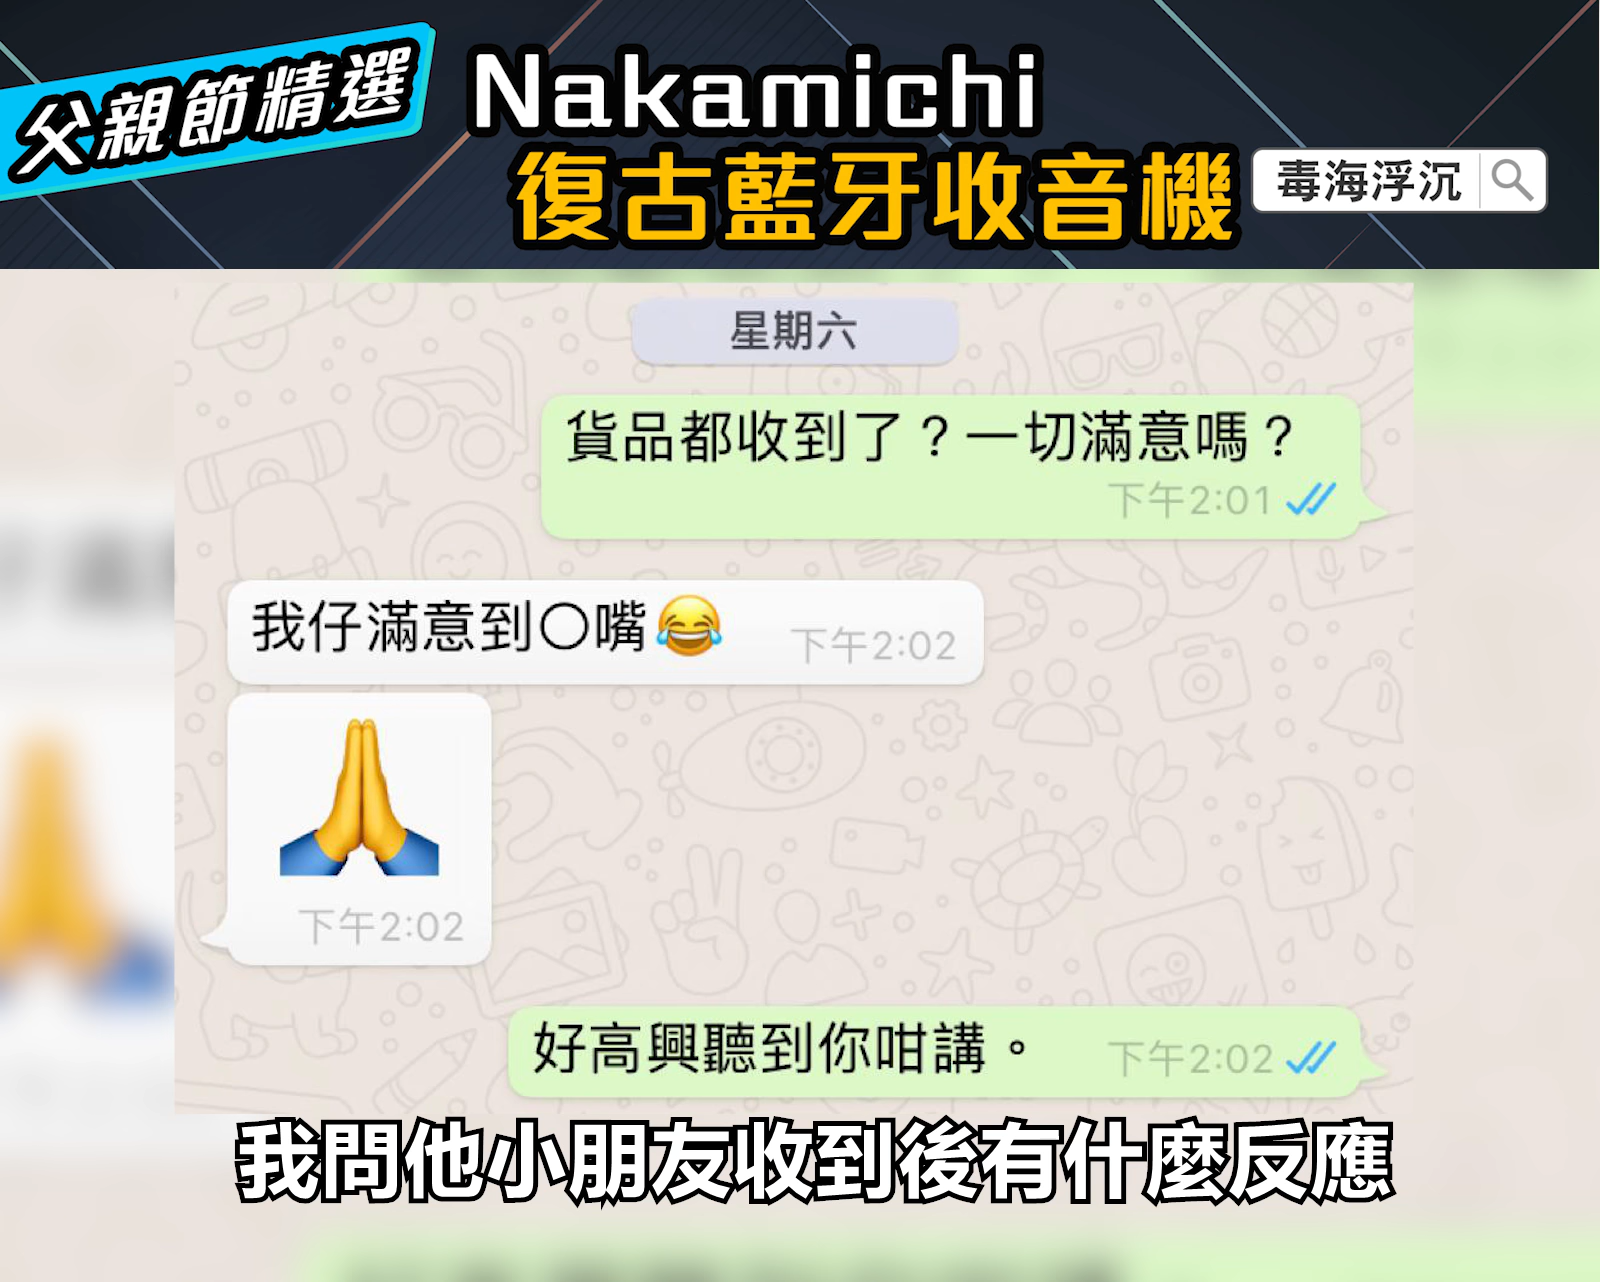 父親節精選
Nakamichi
復古藍牙收音機
毒海浮沉
星期六
貨品都收到了？一切滿意嗎？
下午2:01
我仔滿意到〇嘴😂
下午2:02
🙏
下午2:02
好高興聽到你咁講。
下午2:02
我問他小朋友收到後有什麼反應